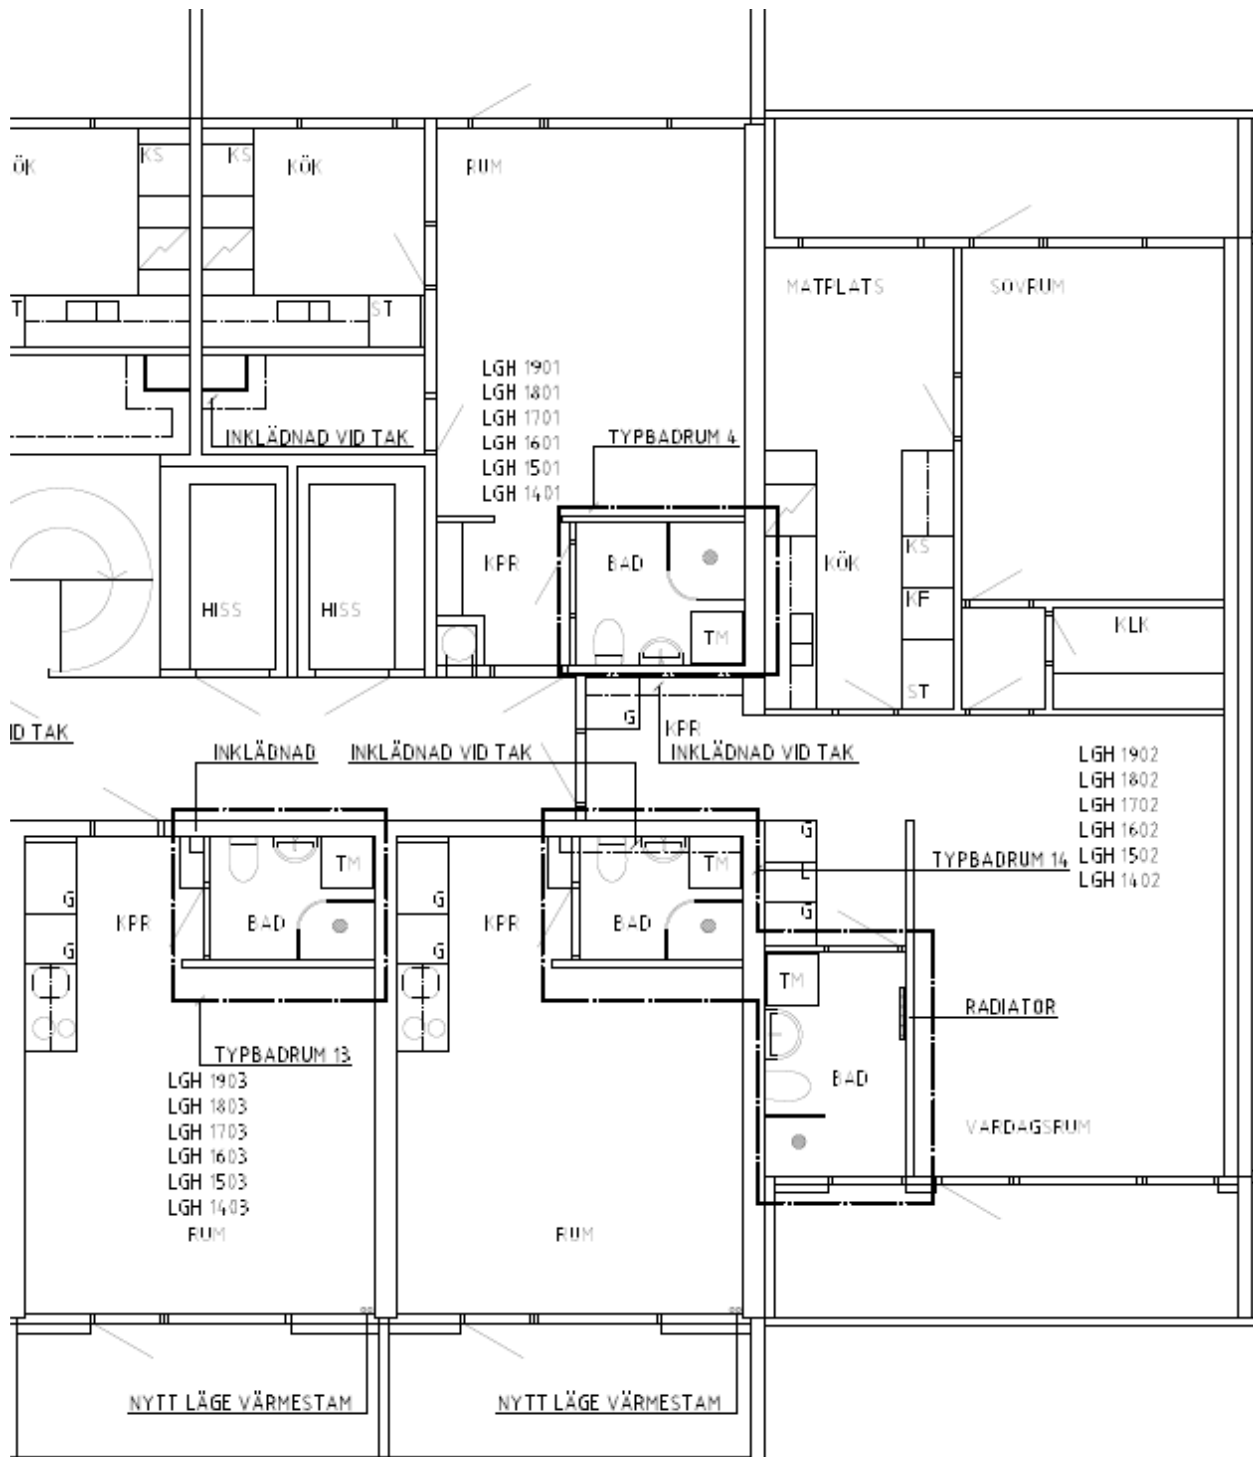 KS
KS
ÖK
KÖK
RUM
MATPLATS
SOVRUM
T
ST
LGH 1901
LGH 1801
LGH 1701
LGH 1601
LGH 1501
LGH 1401
INKLÄDNAD VID TAK
TYPBADRUM 4
KPR
BAD
KÖK
KS
KF
HISS
HISS
TM
KLK
ST
G
KPR
ID TAK
INKLÄDNAD
INKLÄDNAD VID TAK
INKLÄDNAD VID TAK
LGH 1902
LGH 1802
LGH 1702
LGH 1602
LGH 1502
LGH 1402
G
TYPBADRUM 14
TM
TM
L
G
G
G
KPR
BAD
KPR
BAD
G
G
TM
RADIATOR
TYPBADRUM 13
BAD
LGH 1903
LGH 1803
LGH 1703
LGH 1603
LGH 1503
LGH 1403
VARDAGSRUM
RUM
RUM
NYTT LÄGE VÄRMESTAM
NYTT LÄGE VÄRMESTAM